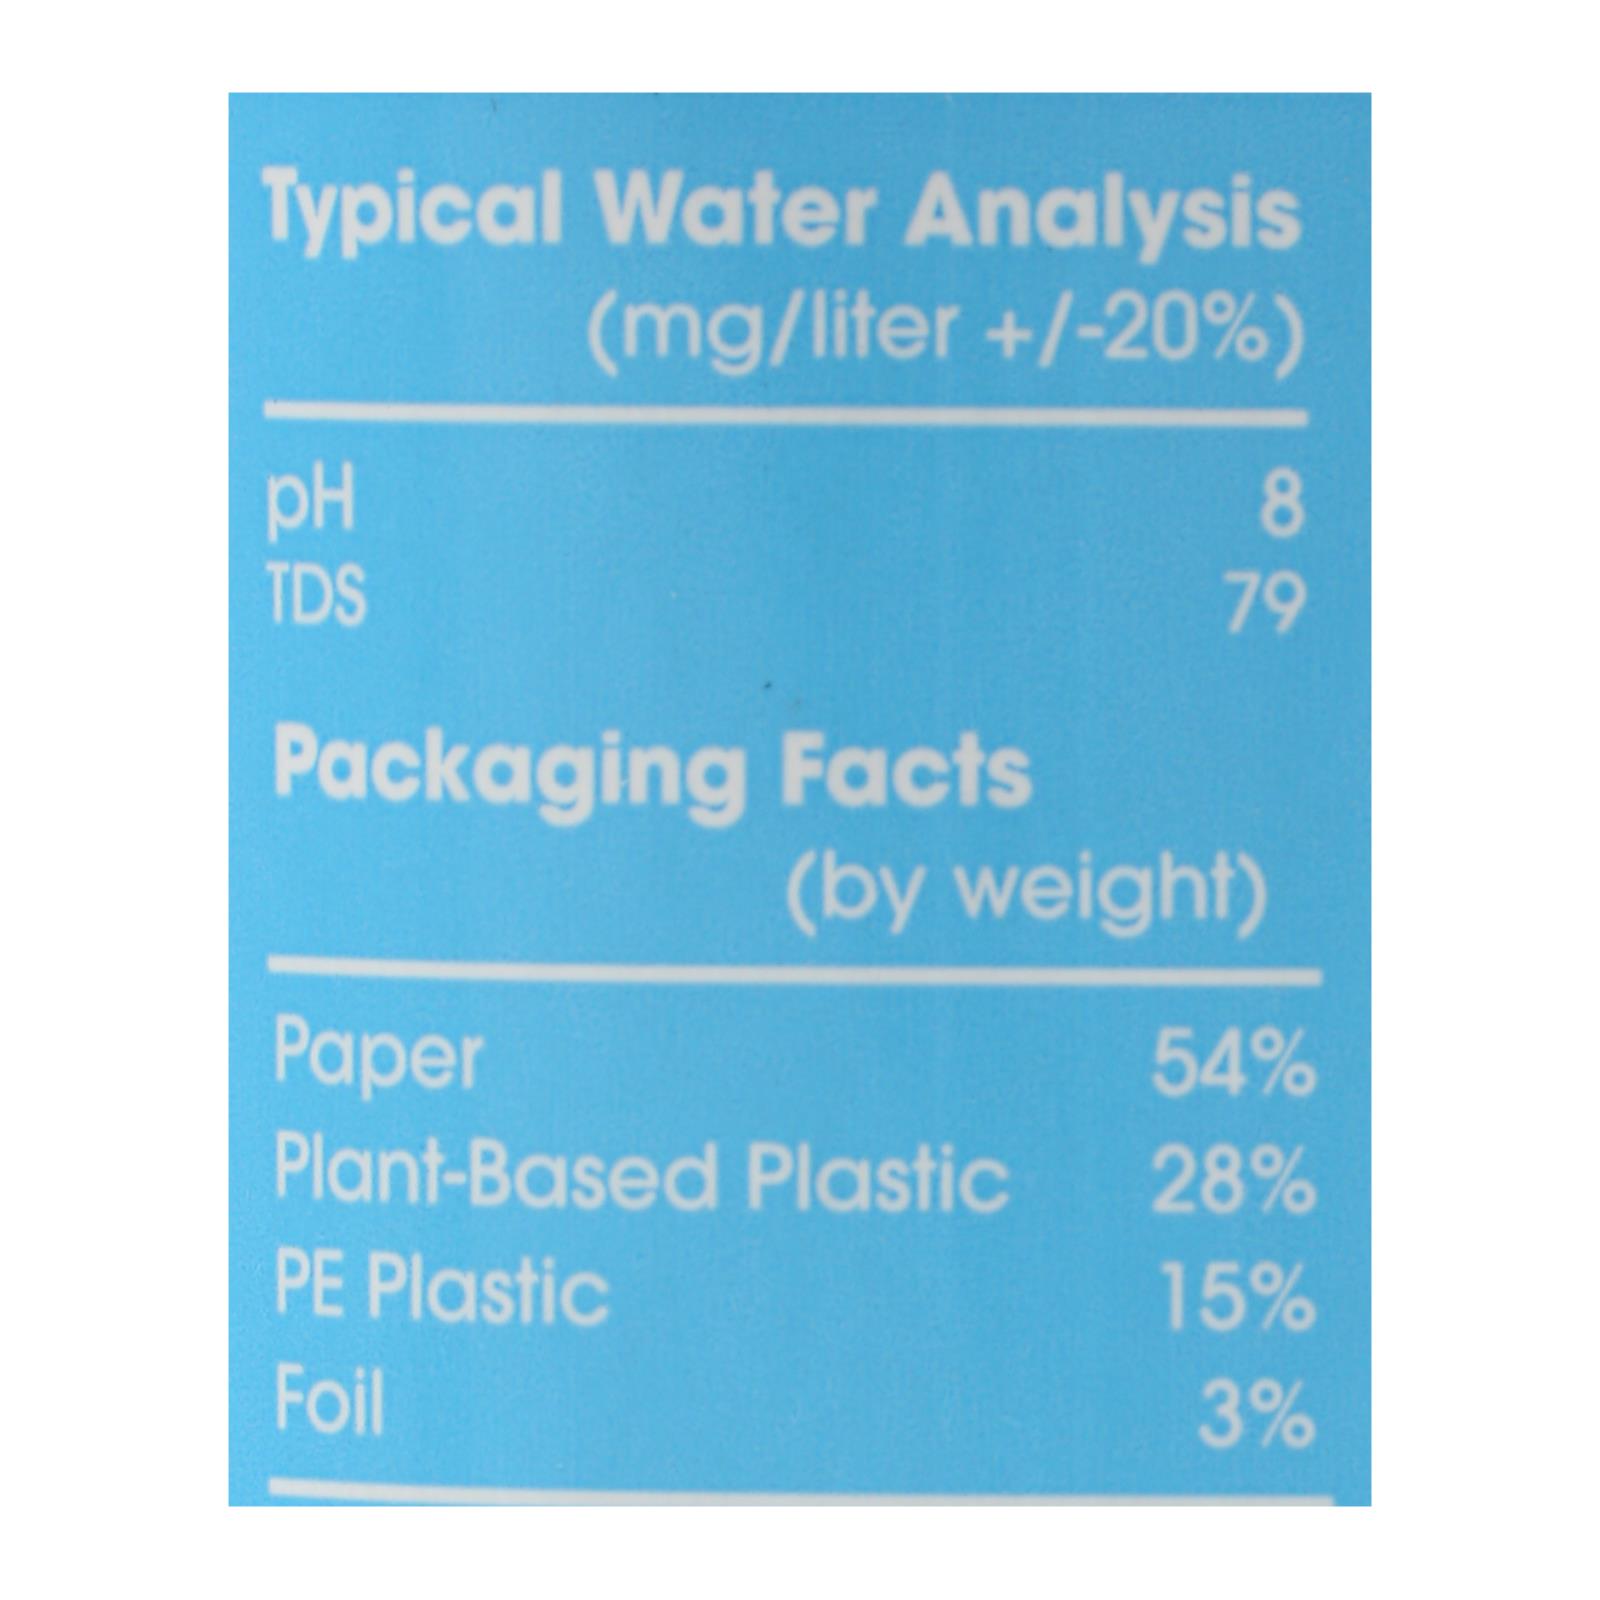 Typical Water Analysis
(mg/liter +/-20%)
pH 8
TDS 79
Packaging Facts
(by weight)
Paper 54%
Plant-Based Plastic 28%
PE Plastic 15%
Foil 3%